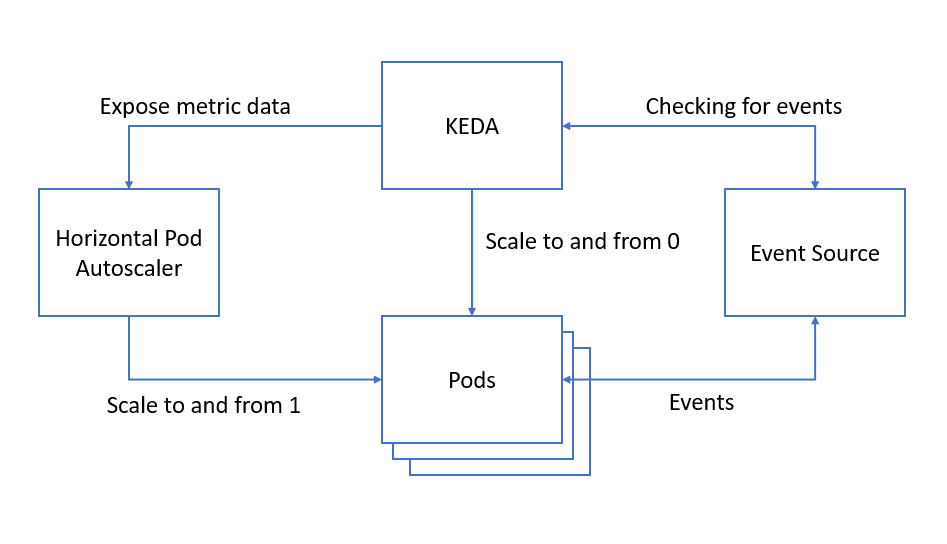 Expose metric data
KEDA
Checking for events
Horizontal Pod
Autoscaler
Scale to and from 0
Event Source
Pods
Scale to and from 1
Events